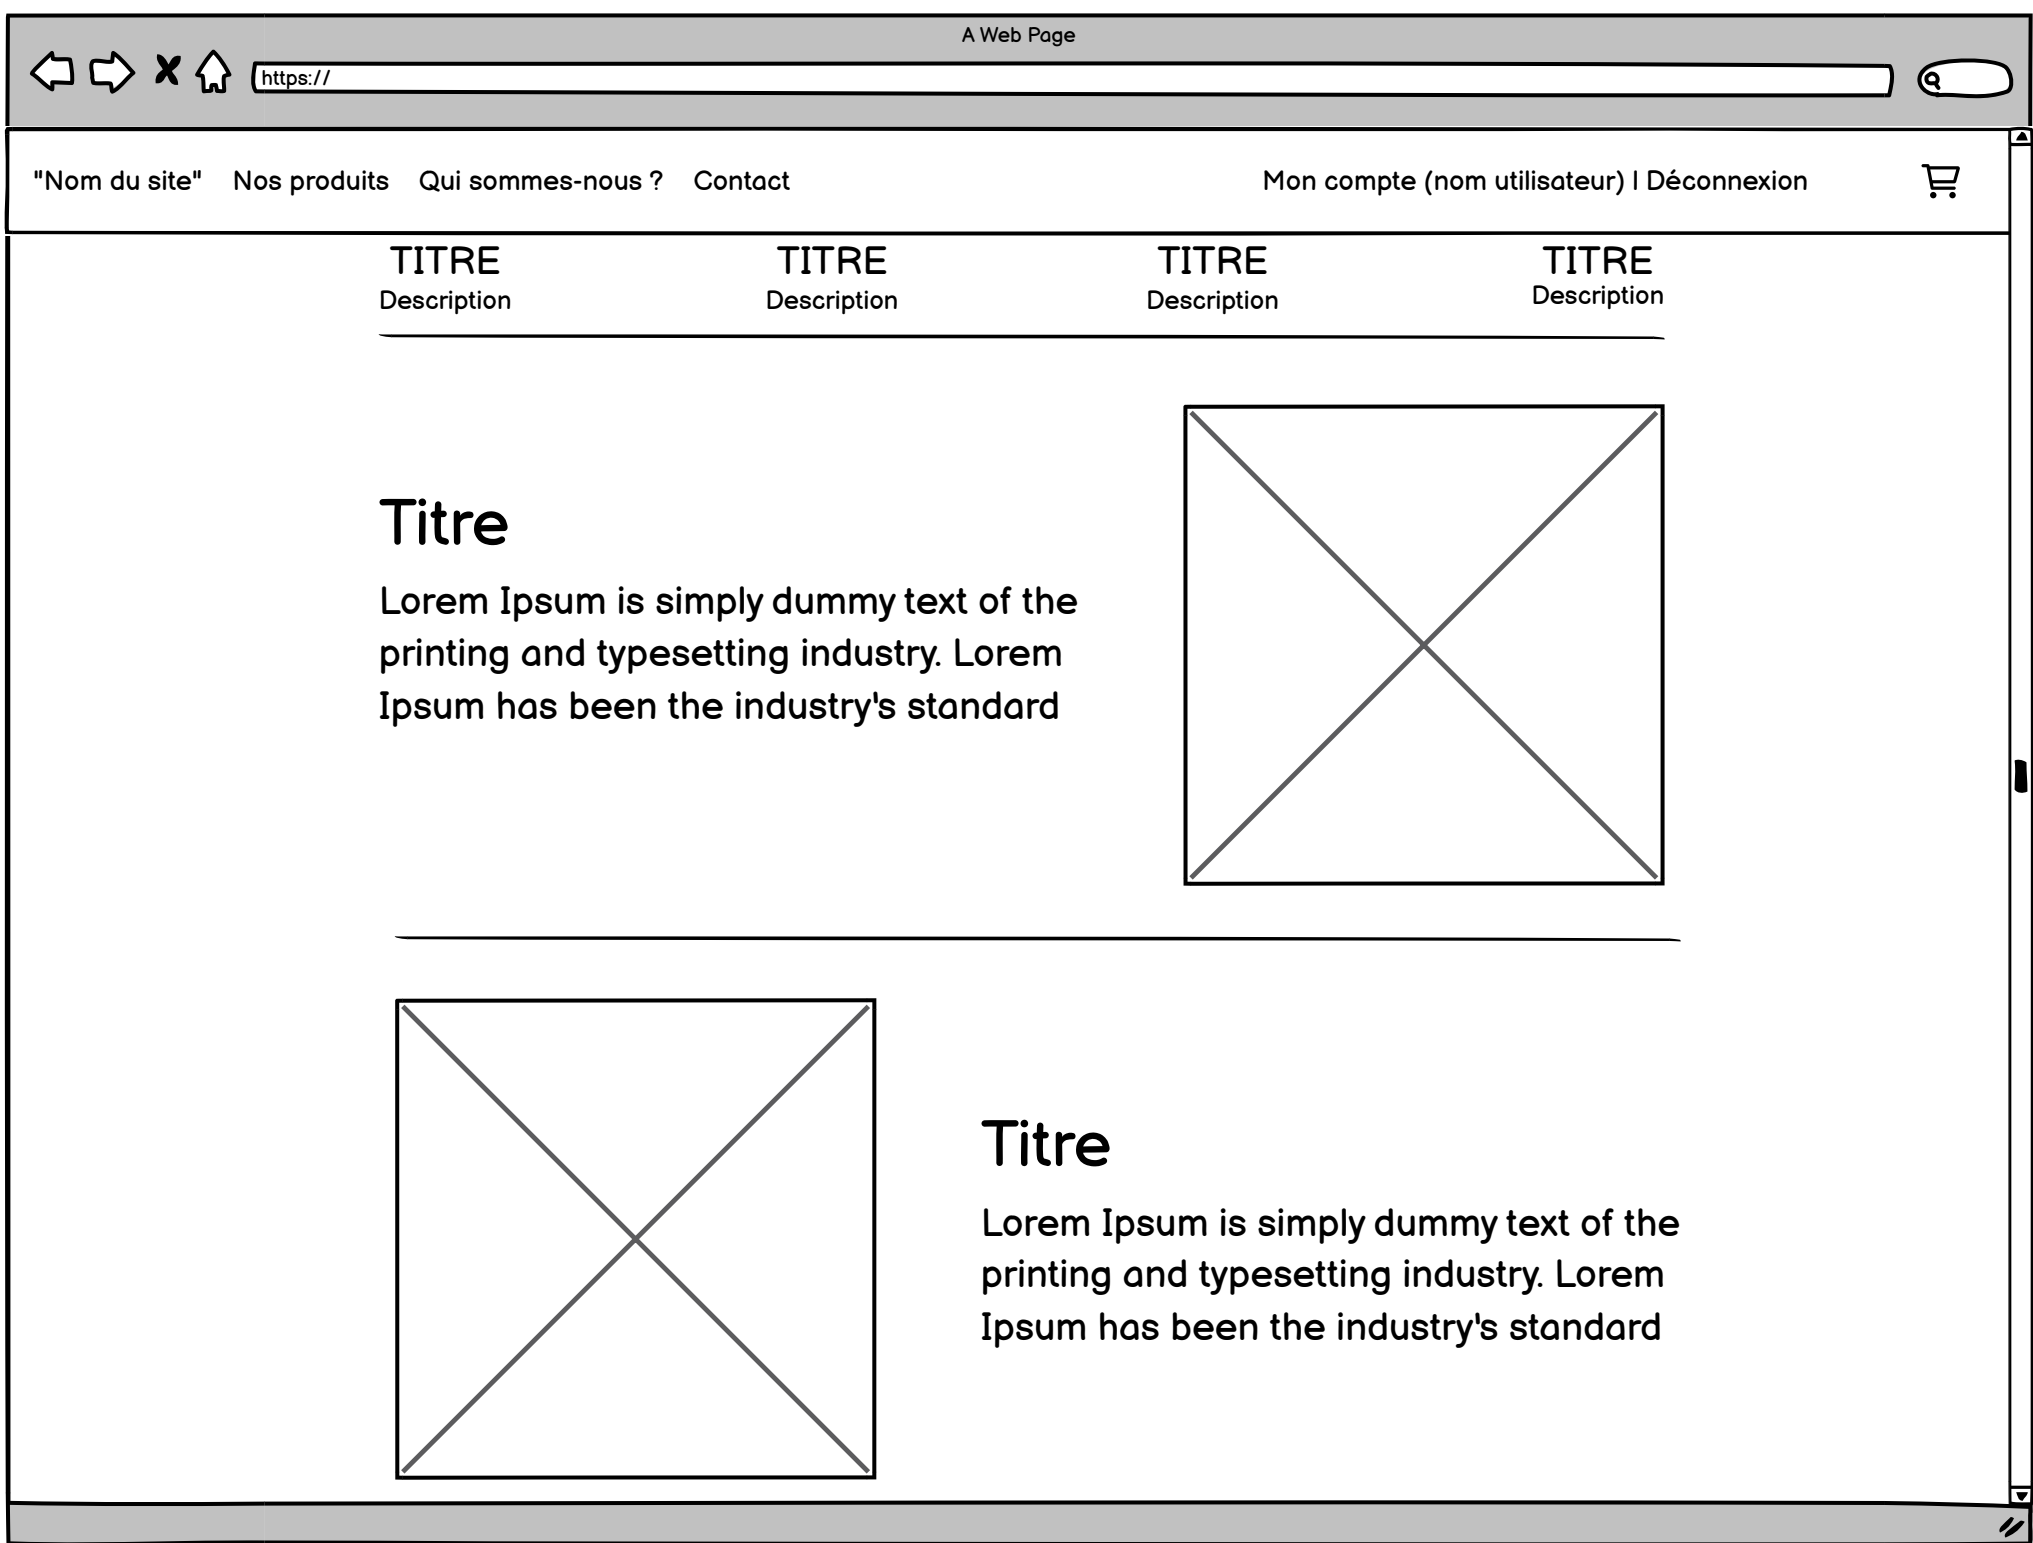 A Web Page
https://
"Nom du site" Nos produits Qui sommes-nous ? Contact Mon compte (nom utilisateur) | Déconnexion
TITRE TITRE TITRE TITRE
Description Description Description Description
Titre
Lorem Ipsum is simply dummy text of the
printing and typesetting industry. Lorem
Ipsum has been the industry's standard
Titre
Lorem Ipsum is simply dummy text of the
printing and typesetting industry. Lorem
Ipsum has been the industry's standard